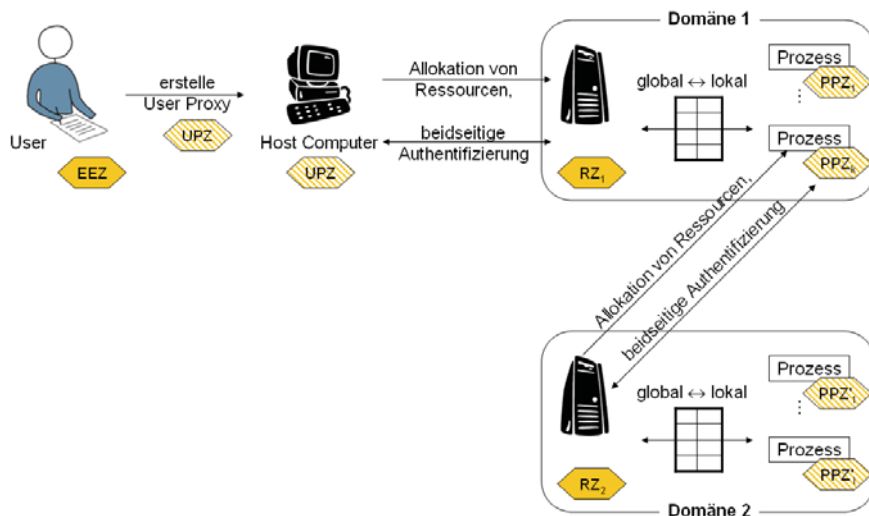 Domäne 1
erstelle
User Proxy
UPZ
User
EEZ
Host Computer
UPZ
Allokation von
Ressourcen,
beidseitige
Authentifizierung
global ↔ lokal
RZ1
Prozess
PPZ1
⋮
Prozess
PPZk
Allokation von Ressourcen,
beidseitige Authentifizierung
global ↔ lokal
RZ2
Prozess
PPZ'1
⋮
Prozess
PPZ'1
Domäne 2